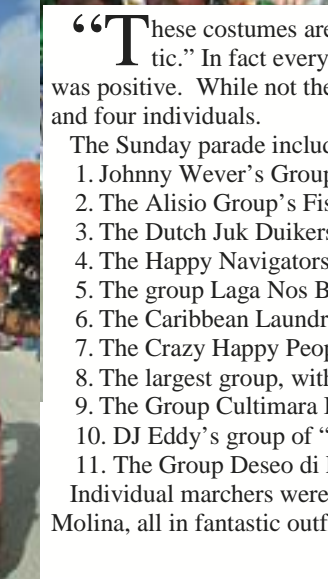 “These costumes are
tic.” In fact every
was positive. While not the
and four individuals.
The Sunday parade includ
1. Johnny Wever’s Group
2. The Alisio Group’s Fis
3. The Dutch Juk Duikers
4. The Happy Navigators
5. The group Laga Nos B
6. The Caribbean Laundr
7. The Crazy Happy Peop
8. The largest group, with
9. The Group Cultimara
10. DJ Eddy’s group of “
11. The Group Deseo di
Individual marchers were
Molina, all in fantastic outf